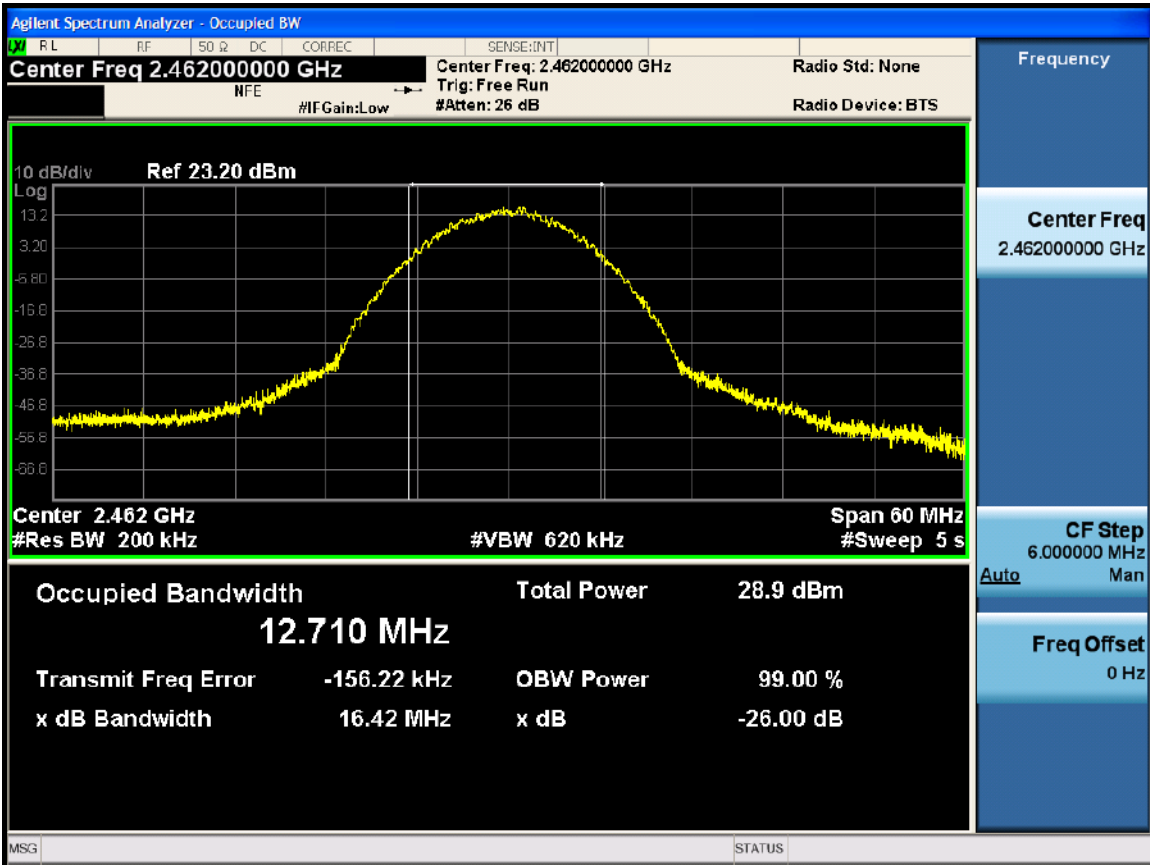 Agilent Spectrum Analyzer - Occupied BW
LXI RL RF 50 Ω DC CORREC SENSE:INT
Center Freq 2.462000000 GHz
NFE
#IFGain:Low
Center Freq: 2.462000000 GHz
Trig: Free Run
#Atten: 26 dB
Radio Std: None
Radio Device: BTS
10 dB/div Ref 23.20 dBm
Log
13.2
3.20
-6.80
-16.8
-26.8
-36.8
-46.8
-56.8
-66.8
Center 2.462 GHz Span 60 MHz
#Res BW 200 kHz #VBW 620 kHz #Sweep 5 s
Occupied Bandwidth Total Power 28.9 dBm
12.710 MHz
Transmit Freq Error -156.22 kHz OBW Power 99.00 %
x dB Bandwidth 16.42 MHz x dB -26.00 dB
Frequency
Center Freq
2.462000000 GHz
CF Step
6.000000 MHz
Auto Man
Freq Offset
0 Hz
MSG STATUS